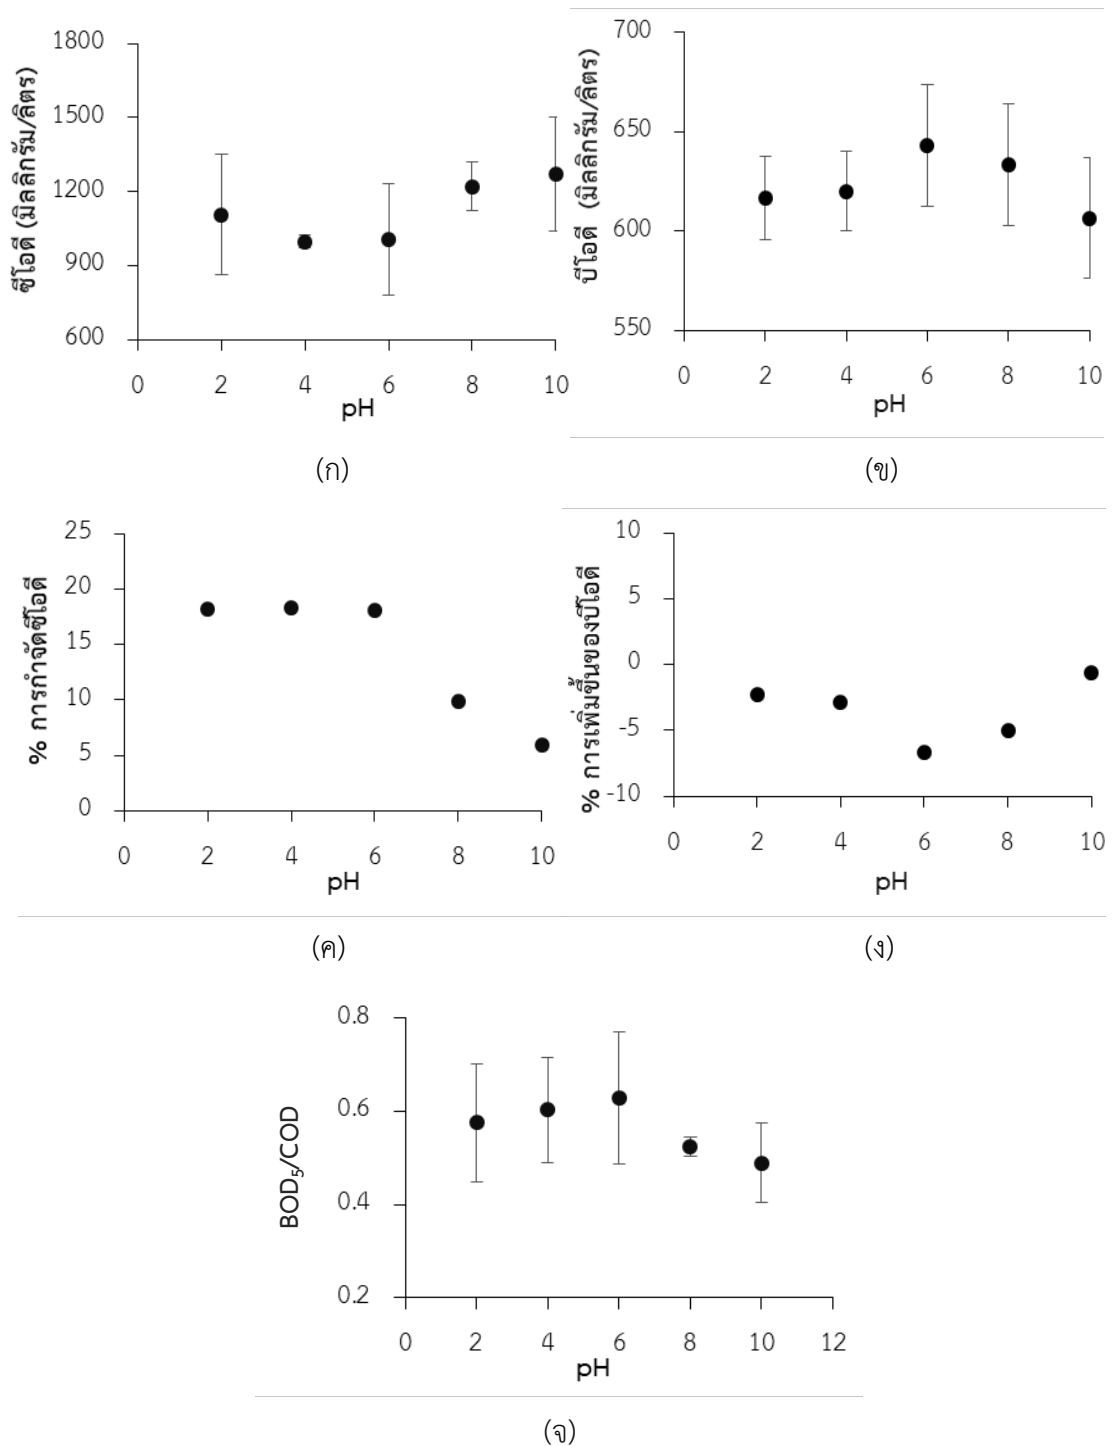 1800
1500
1200
900
600
0 2 4 6 8 10
pH
ซีโอดี (มิลลิกรัม/ลิตร)
(ก)
700
650
600
550
0 2 4 6 8 10
pH
บีโอดี (มิลลิกรัม/ลิตร)
(ข)
25
20
15
10
5
0
0 2 4 6 8 10
pH
% การกำจัดซีโอดี
(ค)
10
5
0
-5
-10
0 2 4 6 8 10
pH
% การเพิ่มขึ้นของบีโอดี
(ง)
0.8
0.6
0.4
0.2
0 2 4 6 8 10 12
pH
BOD₅/COD
(จ)